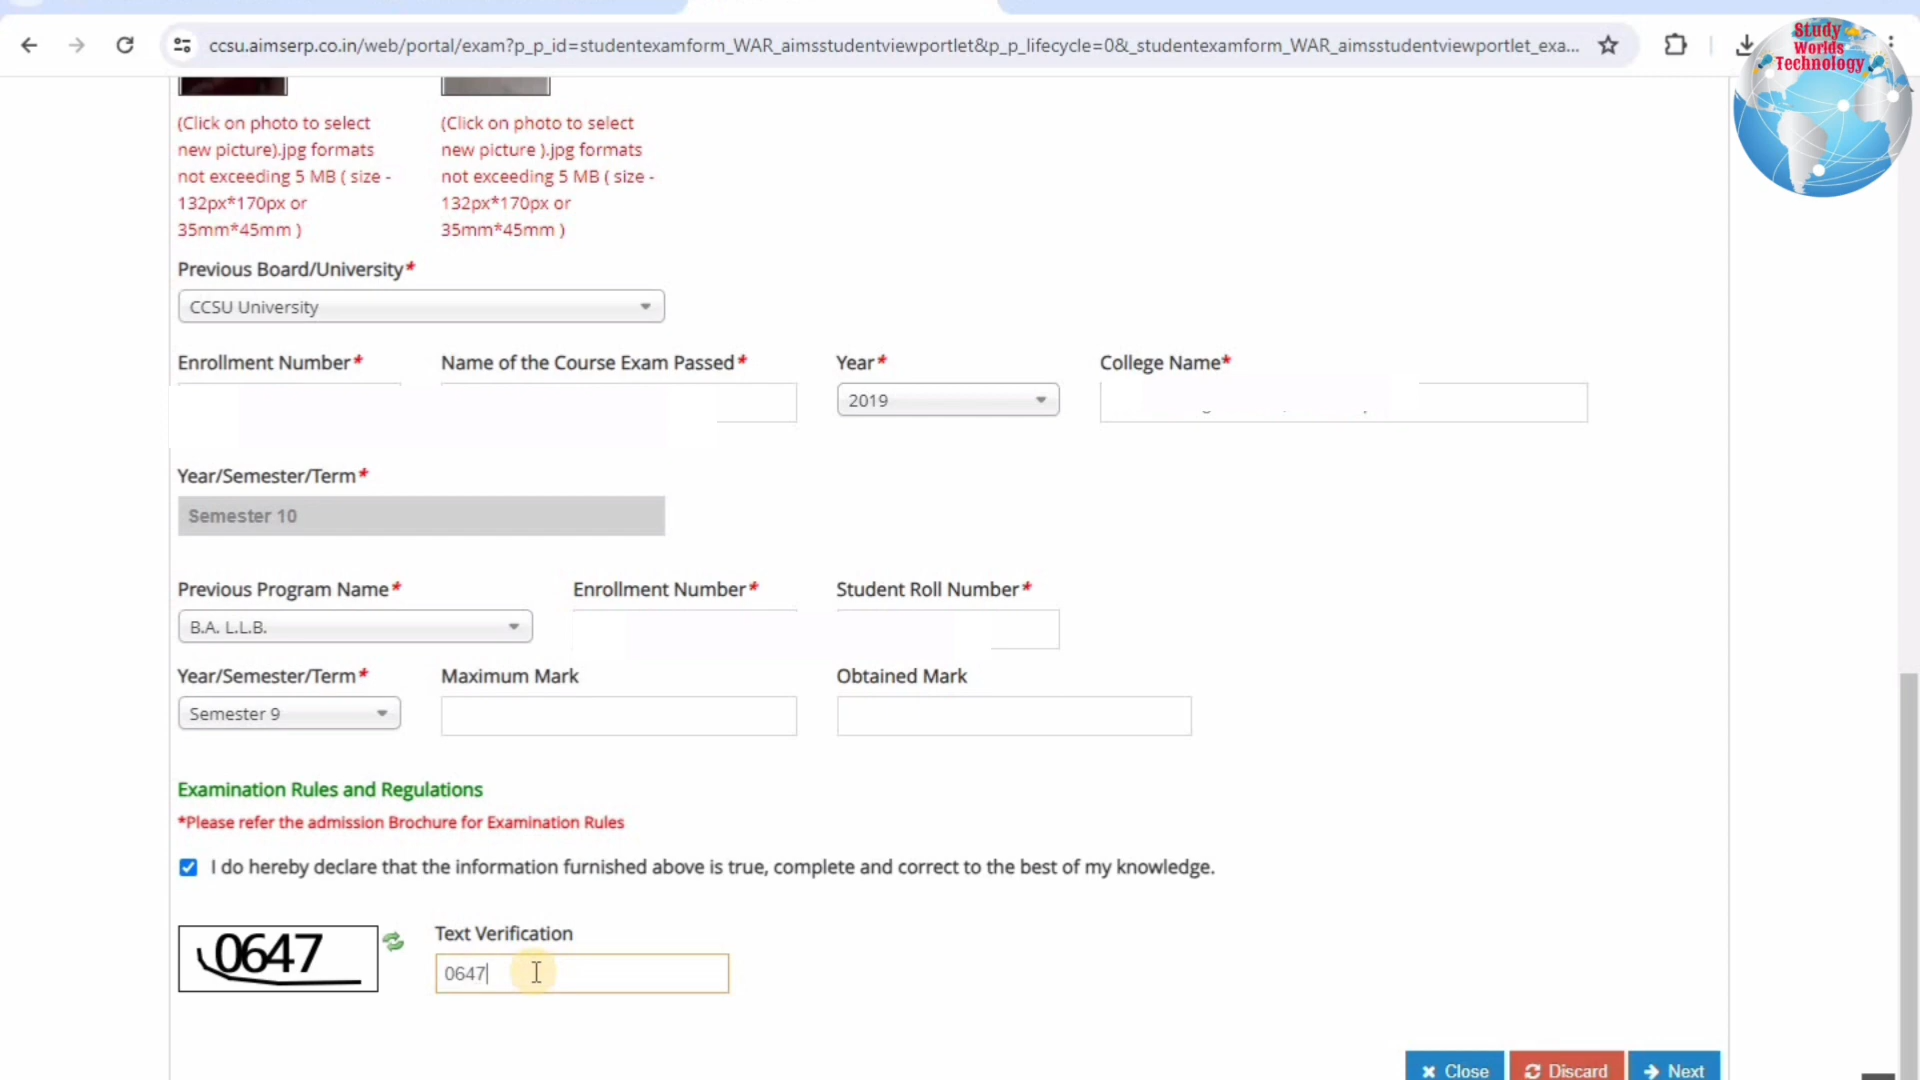 ccsu.aimserp.co.in/web/portal/exam?p_p_id=studentexamform_WAR_aimsstudentviewportlet&p_p_lifecycle=0&_studentexamform_WAR_aimsstudentviewportlet_exa...
Study
Worlds
Technology
(Click on photo to select
new picture).jpg formats
not exceeding 5 MB ( size -
132px*170px or
35mm*45mm )
(Click on photo to select
new picture ).jpg formats
not exceeding 5 MB ( size -
132px*170px or
35mm*45mm )
Previous Board/University*
CCSU University
Enrollment Number* Name of the Course Exam Passed* Year* College Name*
2019
Year/Semester/Term*
Semester 10
Previous Program Name* Enrollment Number* Student Roll Number*
B.A. L.L.B.
Year/Semester/Term* Maximum Mark Obtained Mark
Semester 9
Examination Rules and Regulations
*Please refer the admission Brochure for Examination Rules
I do hereby declare that the information furnished above is true, complete and correct to the best of my knowledge.
0647
Text Verification
0647
Close Discard Next